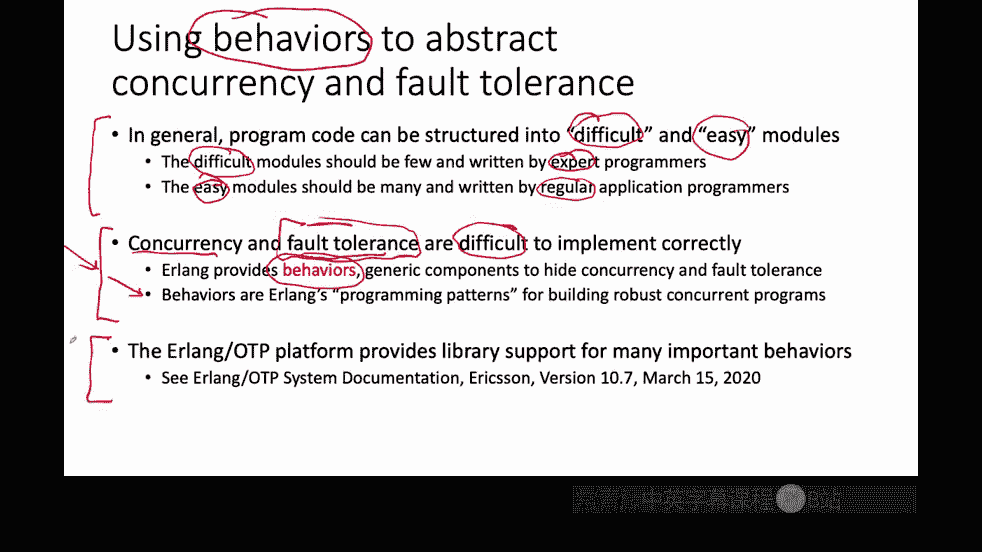 Using behaviors to abstract
concurrency and fault tolerance
• In general, program code can be structured into “difficult” and “easy” modules
• The difficult modules should be few and written by expert programmers
• The easy modules should be many and written by regular application programmers
• Concurrency and fault tolerance are difficult to implement correctly
• Erlang provides behaviors, generic components to hide concurrency and fault tolerance
• Behaviors are Erlang’s “programming patterns” for building robust concurrent programs
• The Erlang/OTP platform provides library support for many important behaviors
• See Erlang/OTP System Documentation, Ericsson, Version 10.7, March 15, 2020